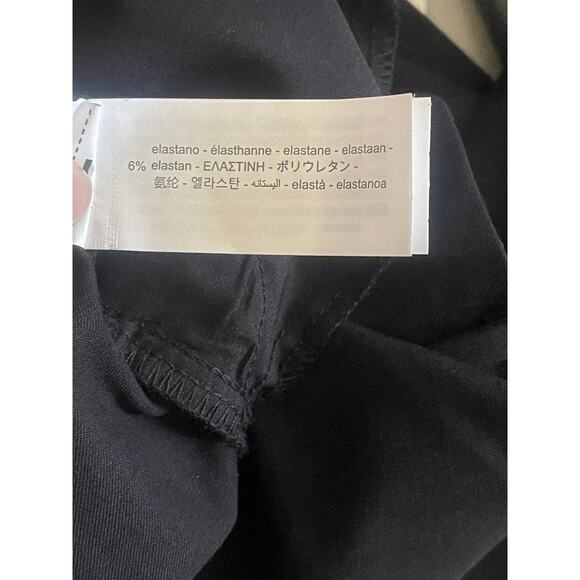 elastano - élasthanne - elastane - elastaan -
6% elastan - ΕΛΑΣΤΙΝΗ - ポリウレタン -
氨纶 - 엘라스탄 - اليستانه - elastà - elastanoa